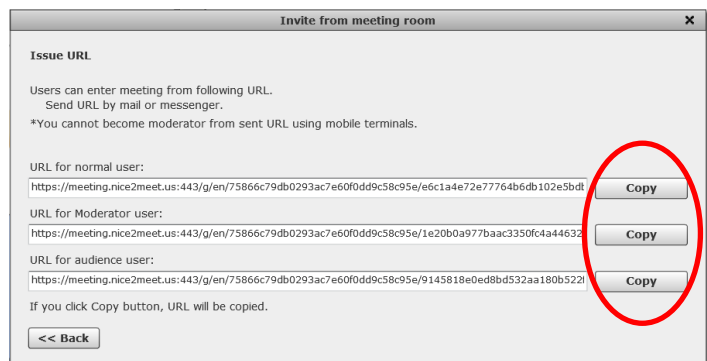 Invite from meeting room
Issue URL
Users can enter meeting from following URL.
Send URL by mail or messenger.
*You cannot become moderator from sent URL using mobile terminals.
URL for normal user:
https://meeting.nice2meet.us:443/g/en/75866c79db0293ac7e60f0dd9c58c95e/e6c1a4e72e77764b6db102e5bdb Copy
URL for Moderator user:
https://meeting.nice2meet.us:443/g/en/75866c79db0293ac7e60f0dd9c58c95e/1e20b0a977baac3350fc4a44632 Copy
URL for audience user:
https://meeting.nice2meet.us:443/g/en/75866c79db0293ac7e60f0dd9c58c95e/9145818e0ed8bd532aa180b522 Copy
If you click Copy button, URL will be copied.
<< Back